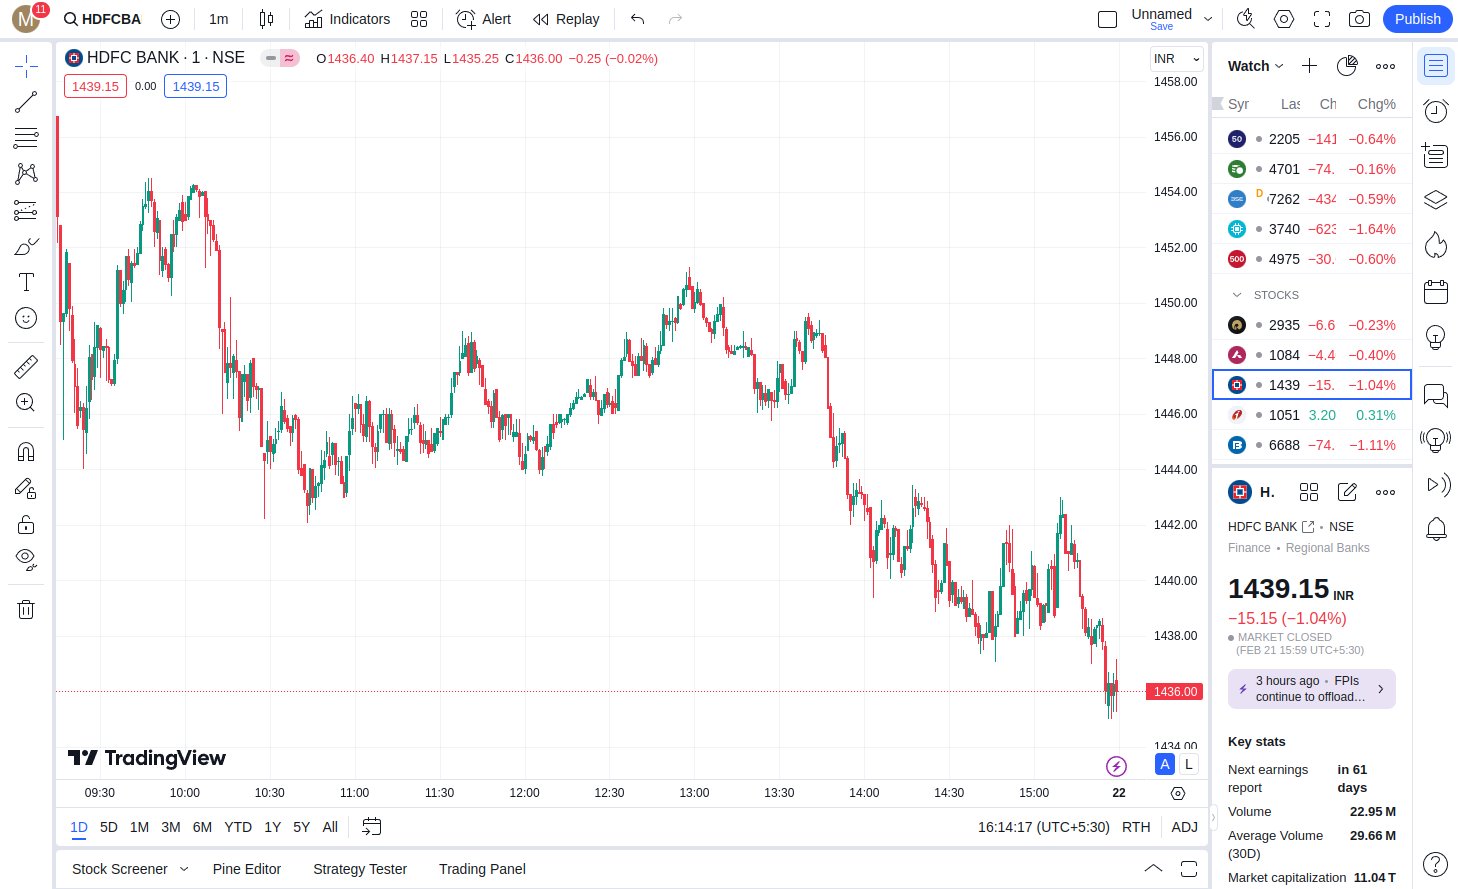 M
11
HDFCBA
1m
Indicators
Alert
Replay
Unnamed
Save
Publish
HDFC BANK · 1 · NSE
O1436.40 H1437.15 L1435.25 C1436.00 −0.25 (−0.02%)
1439.15
0.00
1439.15
INR
1458.00
1456.00
1454.00
1452.00
1450.00
1448.00
1446.00
1444.00
1442.00
1440.00
1438.00
1436.00
1434.00
TradingView
A
L
09:30
10:00
10:30
11:00
11:30
12:00
12:30
13:00
13:30
14:00
14:30
15:00
22
1D
5D
1M
3M
6M
YTD
1Y
5Y
All
16:14:17 (UTC+5:30)
RTH
ADJ
Stock Screener
Pine Editor
Strategy Tester
Trading Panel
Watch
Syr Las Ch Chg%
50 2205 −141 −0.64%
4701 −74. −0.16%
D 7262 −434 −0.59%
3740 −623 −1.64%
500 4975 −30. −0.60%
STOCKS
2935 −6.6 −0.23%
1084 −4.4 −0.40%
1439 −15. −1.04%
1051 3.20 0.31%
6688 −74. −1.11%
H.
HDFC BANK • NSE
Finance • Regional Banks
1439.15 INR
−15.15 (−1.04%)
MARKET CLOSED
(FEB 21 15:59 UTC+5:30)
3 hours ago • FPIs
continue to offload…
Key stats
Next earnings report in 61 days
Volume 22.95 M
Average Volume (30D) 29.66 M
Market capitalization 11.04 T